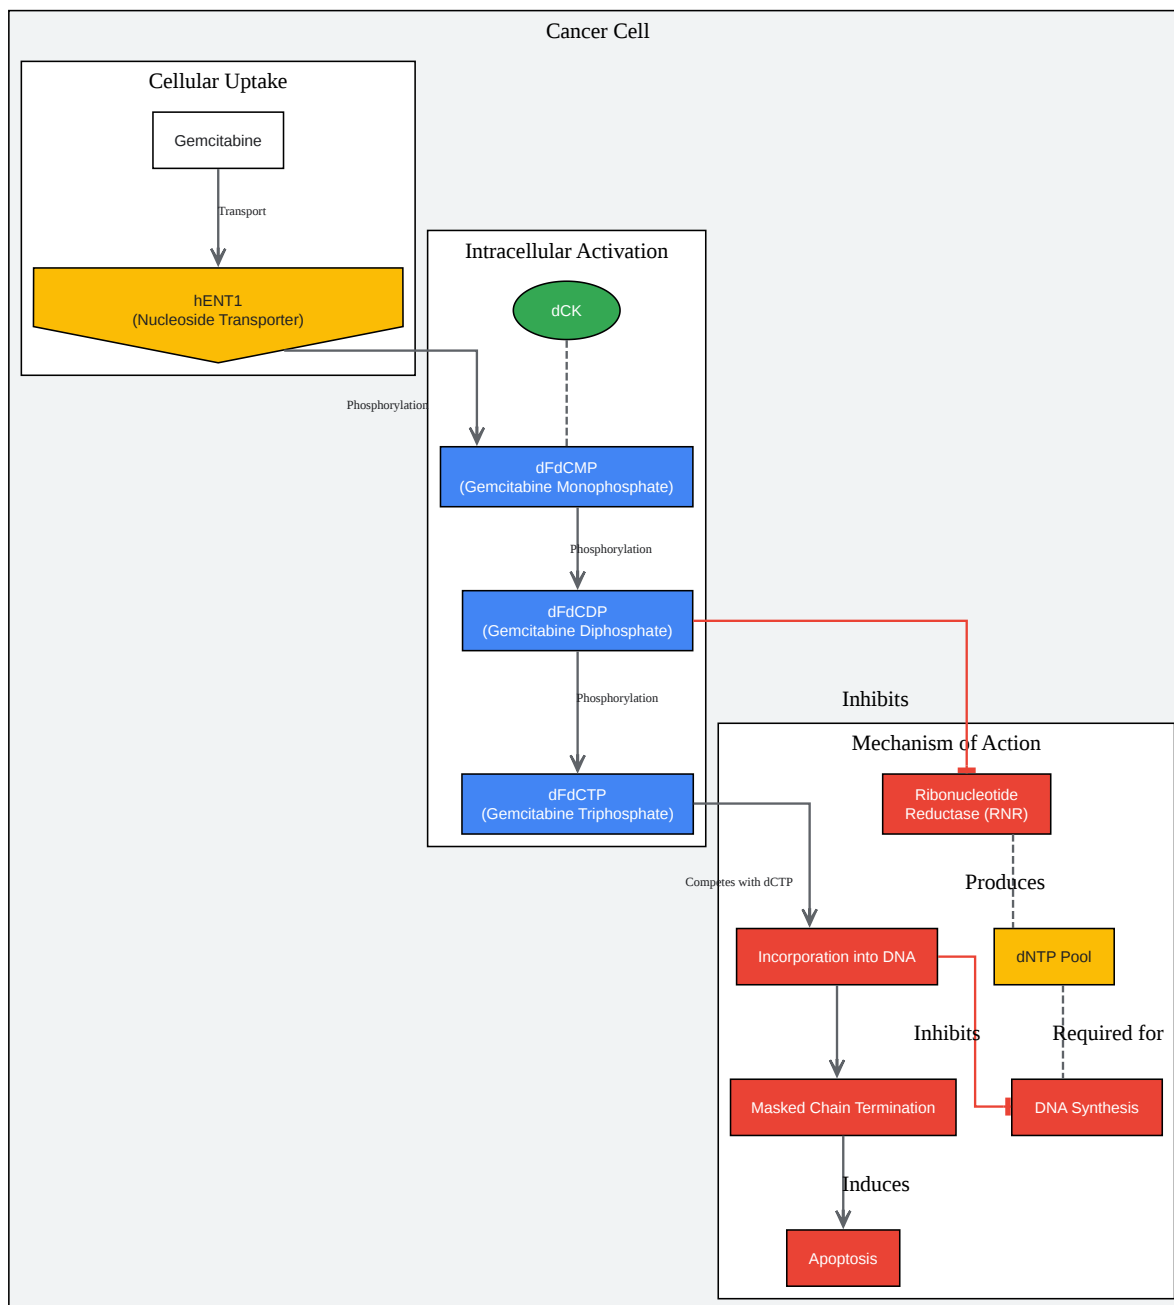 Cancer Cell
Cellular Uptake
Gemcitabine
Transport
hENT1
(Nucleoside Transporter)
Intracellular Activation
dCK
Phosphorylation
dFdCMP
(Gemcitabine Monophosphate)
Phosphorylation
dFdCDP
(Gemcitabine Diphosphate)
Phosphorylation
Inhibits
dFdCTP
(Gemcitabine Triphosphate)
Mechanism of Action
Ribonucleotide
Reductase (RNR)
Competes with dCTP
Produces
Incorporation into DNA
dNTP Pool
Inhibits
Required for
Masked Chain Termination
DNA Synthesis
Induces
Apoptosis